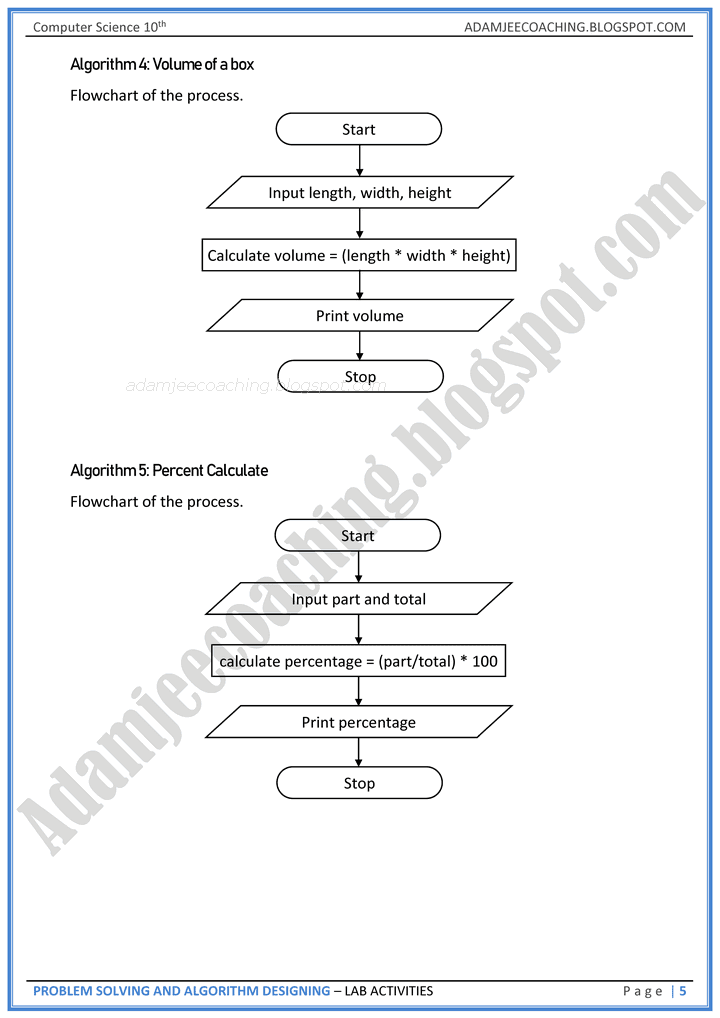 Computer Science 10th
ADAMJEECOACHING.BLOGSPOT.COM
Algorithm 4: Volume of a box
Flowchart of the process.
Start
Input length, width, height
Calculate volume = (length * width * height)
Print volume
Stop
adamjeecoaching.blogspot.com
Algorithm 5: Percent Calculate
Flowchart of the process.
Start
Input part and total
calculate percentage = (part/total) * 100
Print percentage
Stop
Adamjeecoaching.blogspot.com
PROBLEM SOLVING AND ALGORITHM DESIGNING – LAB ACTIVITIES
Page | 5